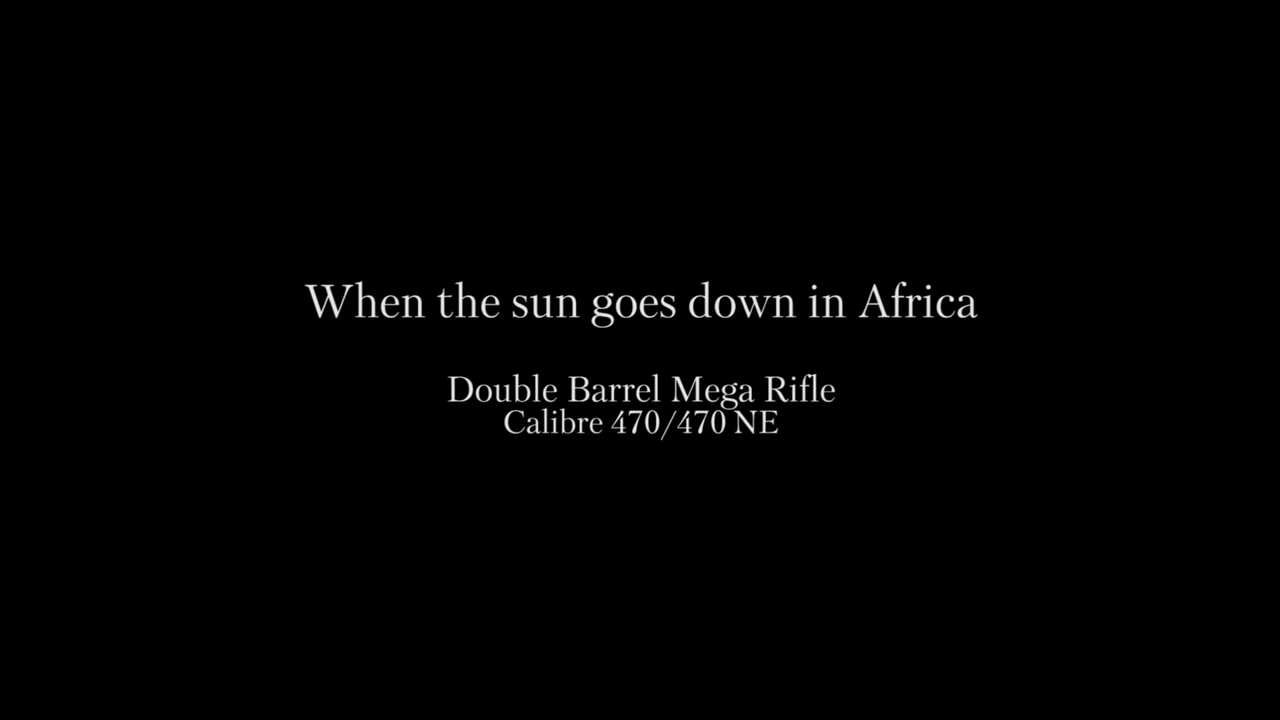 When the sun goes down in Africa
Double Barrel Mega Rifle
Calibre 470/470 NE